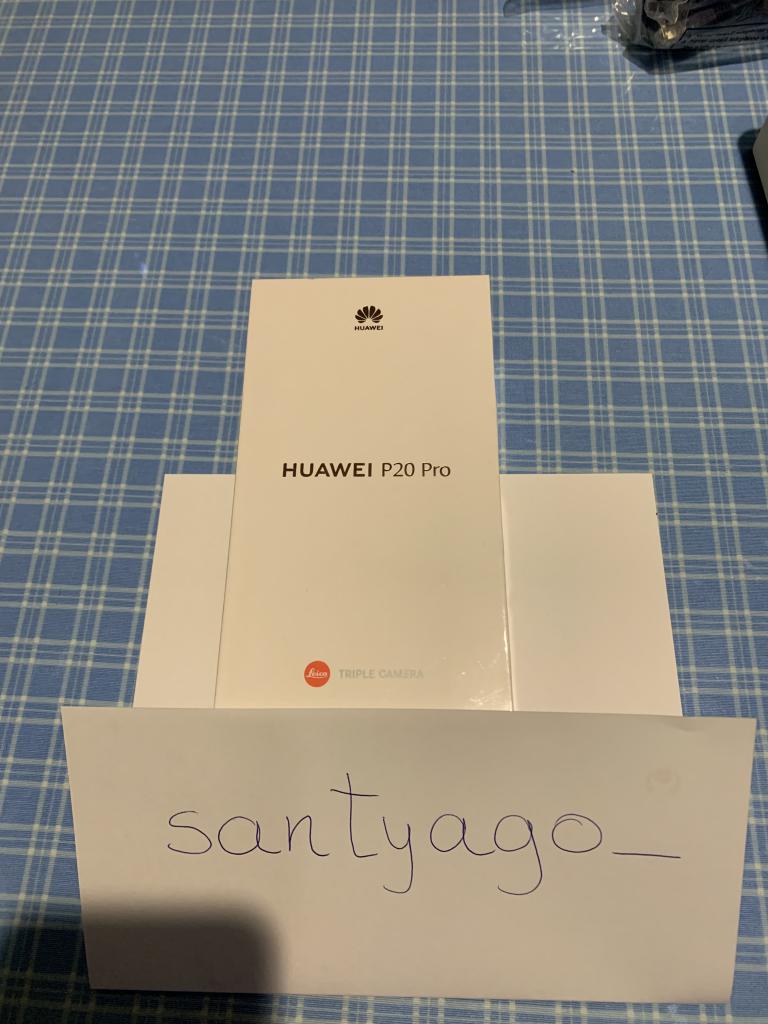 HUAWEI
HUAWEI P20 Pro
Leica TRIPLE CAMERA
santyago_